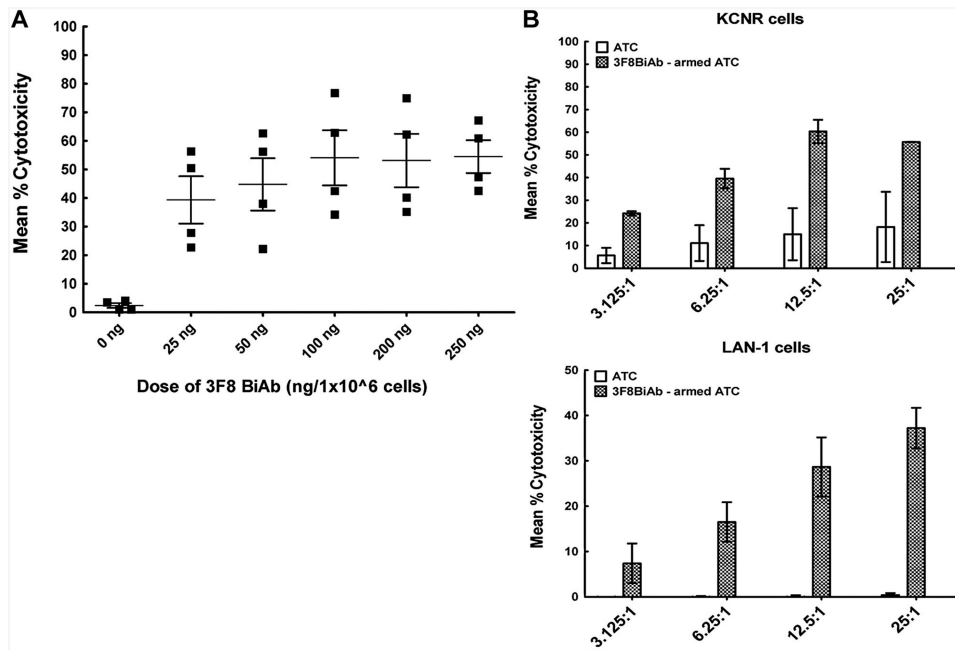 A
Mean % Cytotoxicity
100
90
80
70
60
50
40
30
20
10
0
0 ng
25 ng
50 ng
100 ng
200 ng
250 ng
Dose of 3F8 BiAb (ng/1x10^6 cells)
B
KCNR cells
ATC
3F8BiAb - armed ATC
Mean % Cytotoxicity
100
90
80
70
60
50
40
30
20
10
0
3.125:1
6.25:1
12.5:1
25:1
LAN-1 cells
ATC
3F8BiAb - armed ATC
Mean % Cytotoxicity
50
40
30
20
10
0
3.125:1
6.25:1
12.5:1
25:1